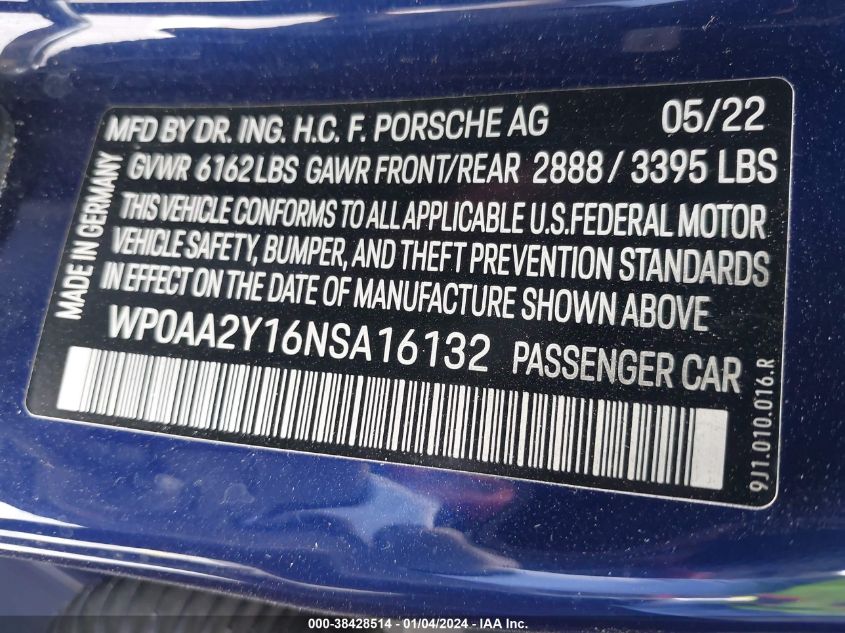 MFD BY DR. ING. H.C. F. PORSCHE AG 05/22
GVWR 6162 LBS GAWR FRONT/REAR 2888 / 3395 LBS
THIS VEHICLE CONFORMS TO ALL APPLICABLE U.S.FEDERAL MOTOR
VEHICLE SAFETY, BUMPER, AND THEFT PREVENTION STANDARDS
IN EFFECT ON THE DATE OF MANUFACTURE SHOWN ABOVE
MADE IN GERMANY
WP0AA2Y16NSA16132 PASSENGER CAR
9J1.010.016.R
000-38428514 - 01/04/2024 - IAA Inc.